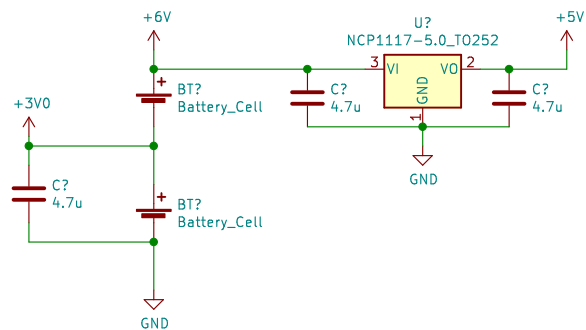 +6V
+5V
U?
NCP1117-5.0_TO252
3
VI
VO
2
GND
1
C?
4.7u
C?
4.7u
GND
BT?
Battery_Cell
+3V0
C?
4.7u
BT?
Battery_Cell
GND